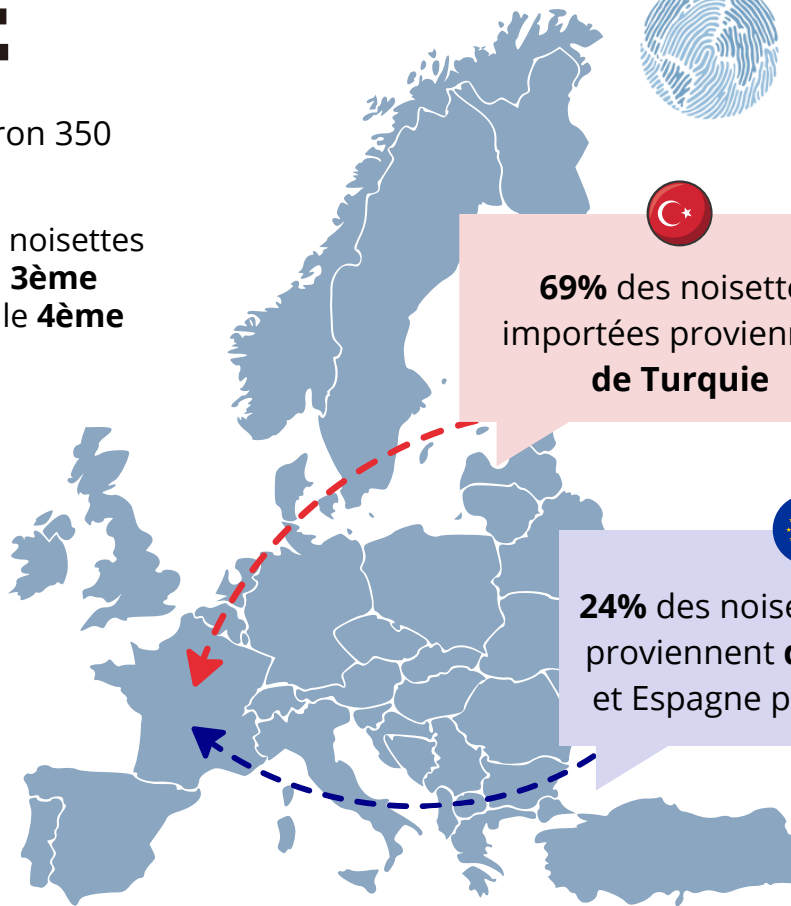 :
ron 350
noisettes
3ème
le 4ème
69% des noisette
importées provienn
de Turquie
24% des noise
proviennent
et Espagne p